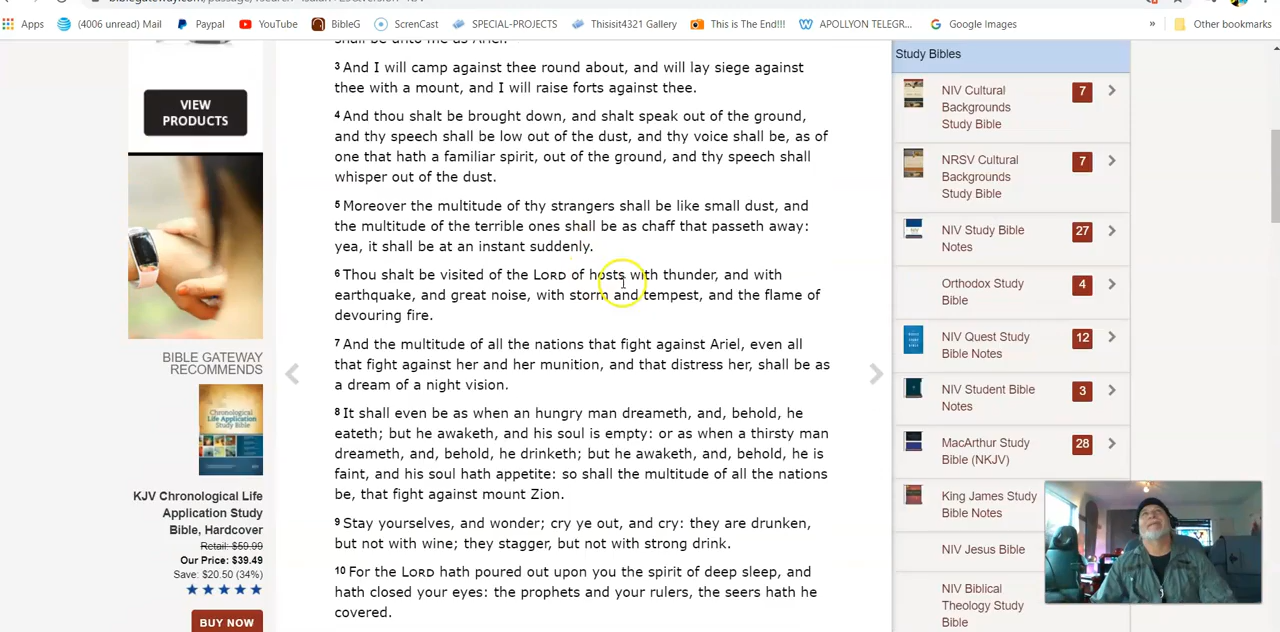 Apps
(4006 unread) Mail
Paypal
YouTube
BibleG
ScrenCast
SPECIAL-PROJECTS
Thisisit4321 Gallery
This is The End!!!
APOLLYON TELEGR...
Google Images
»
Other bookmarks
shall be unto me as Ariel.
3 And I will camp against thee round about, and will lay siege against
thee with a mount, and I will raise forts against thee.
4 And thou shalt be brought down, and shalt speak out of the ground,
and thy speech shall be low out of the dust, and thy voice shall be, as of
one that hath a familiar spirit, out of the ground, and thy speech shall
whisper out of the dust.
5 Moreover the multitude of thy strangers shall be like small dust, and
the multitude of the terrible ones shall be as chaff that passeth away:
yea, it shall be at an instant suddenly.
6 Thou shalt be visited of the LORD of hosts with thunder, and with
earthquake, and great noise, with storm and tempest, and the flame of
devouring fire.
7 And the multitude of all the nations that fight against Ariel, even all
that fight against her and her munition, and that distress her, shall be as
a dream of a night vision.
8 It shall even be as when an hungry man dreameth, and, behold, he
eateth; but he awaketh, and his soul is empty: or as when a thirsty man
dreameth, and, behold, he drinketh; but he awaketh, and, behold, he is
faint, and his soul hath appetite: so shall the multitude of all the nations
be, that fight against mount Zion.
9 Stay yourselves, and wonder; cry ye out, and cry: they are drunken,
but not with wine; they stagger, but not with strong drink.
10 For the LORD hath poured out upon you the spirit of deep sleep, and
hath closed your eyes: the prophets and your rulers, the seers hath he
covered.
VIEW
PRODUCTS
BIBLE GATEWAY
RECOMMENDS
KJV Chronological Life
Application Study
Bible, Hardcover
Retail: $59.99
Our Price: $39.49
Save: $20.50 (34%)
BUY NOW
Study Bibles
NIV Cultural
Backgrounds
Study Bible
7
NRSV Cultural
Backgrounds
Study Bible
7
NIV Study Bible
Notes
27
Orthodox Study
Bible
4
NIV Quest Study
Bible Notes
12
NIV Student Bible
Notes
3
MacArthur Study
Bible (NKJV)
28
King James Study
Bible Notes
NIV Jesus Bible
NIV Biblical
Theology Study
Bible